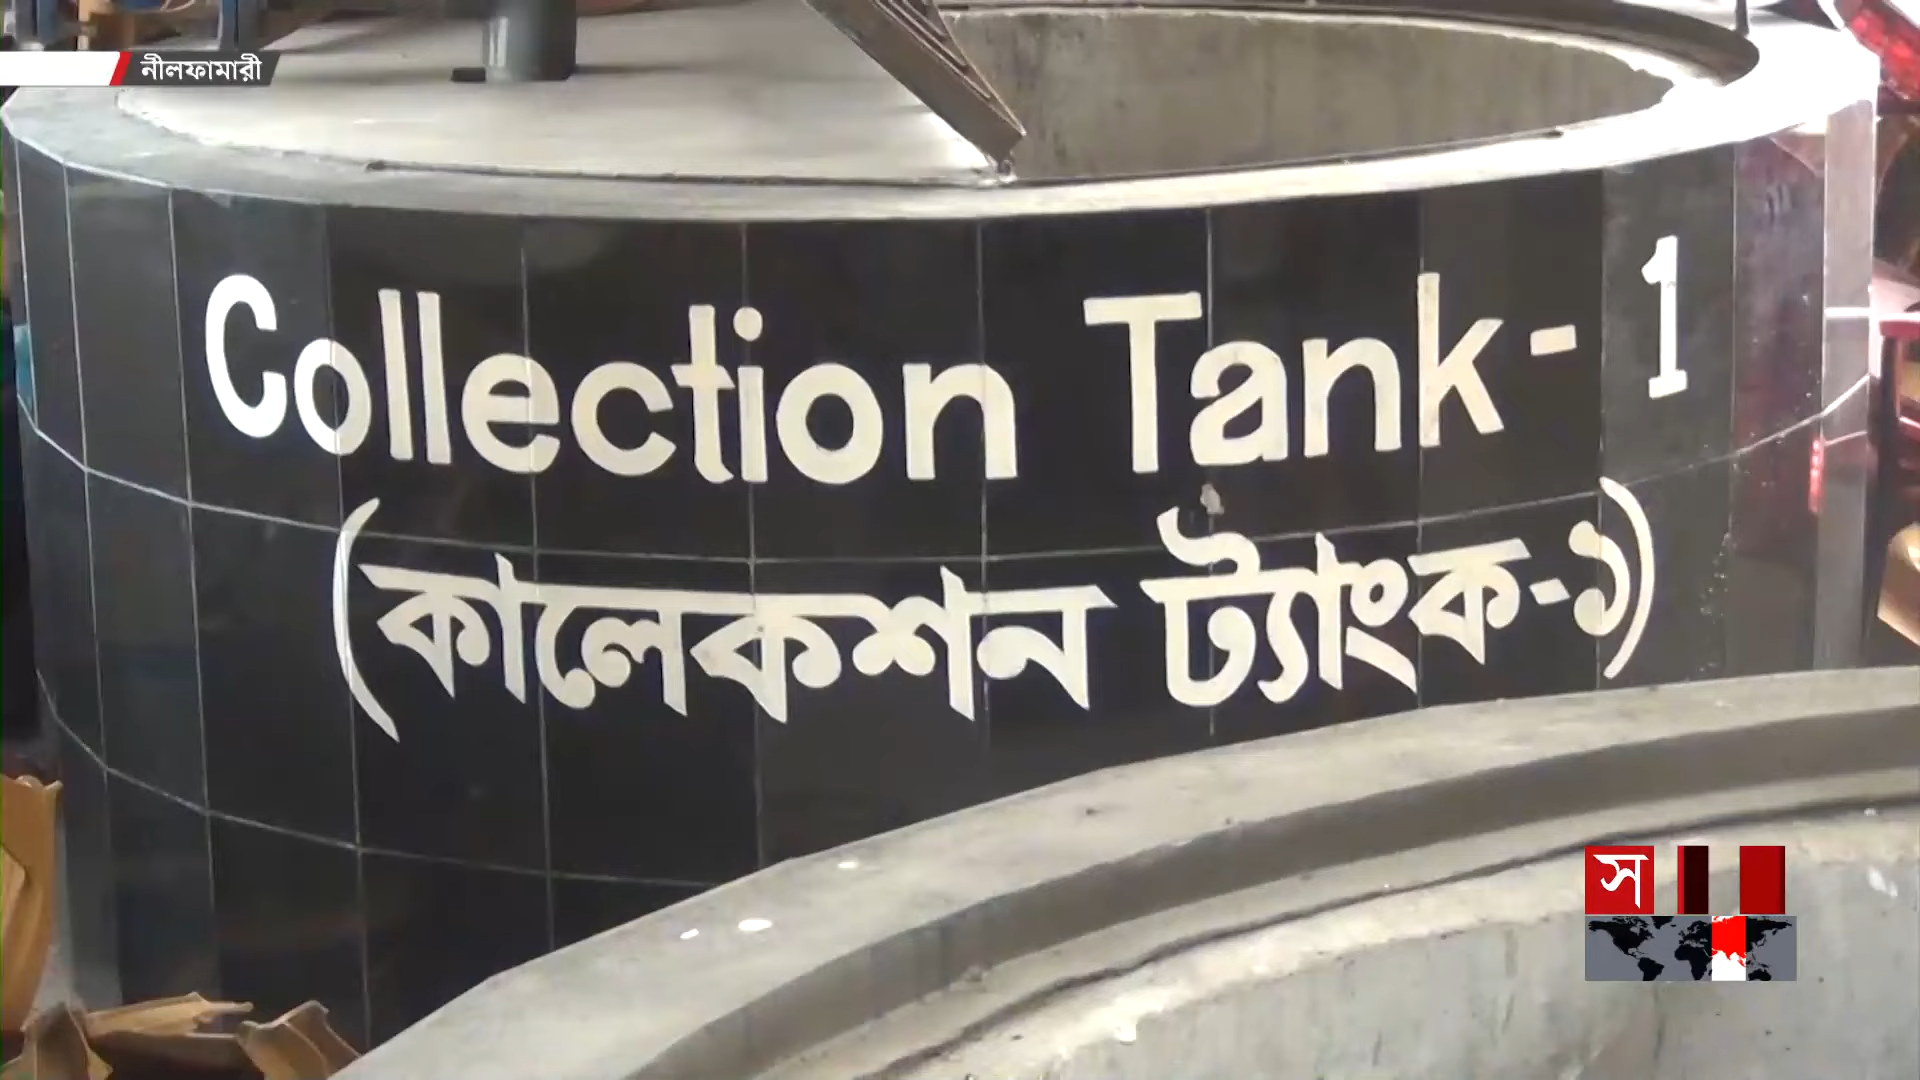 নীলফামারী
Collection Tank - 1
(কালেকশন ট্যাংক-১)
স